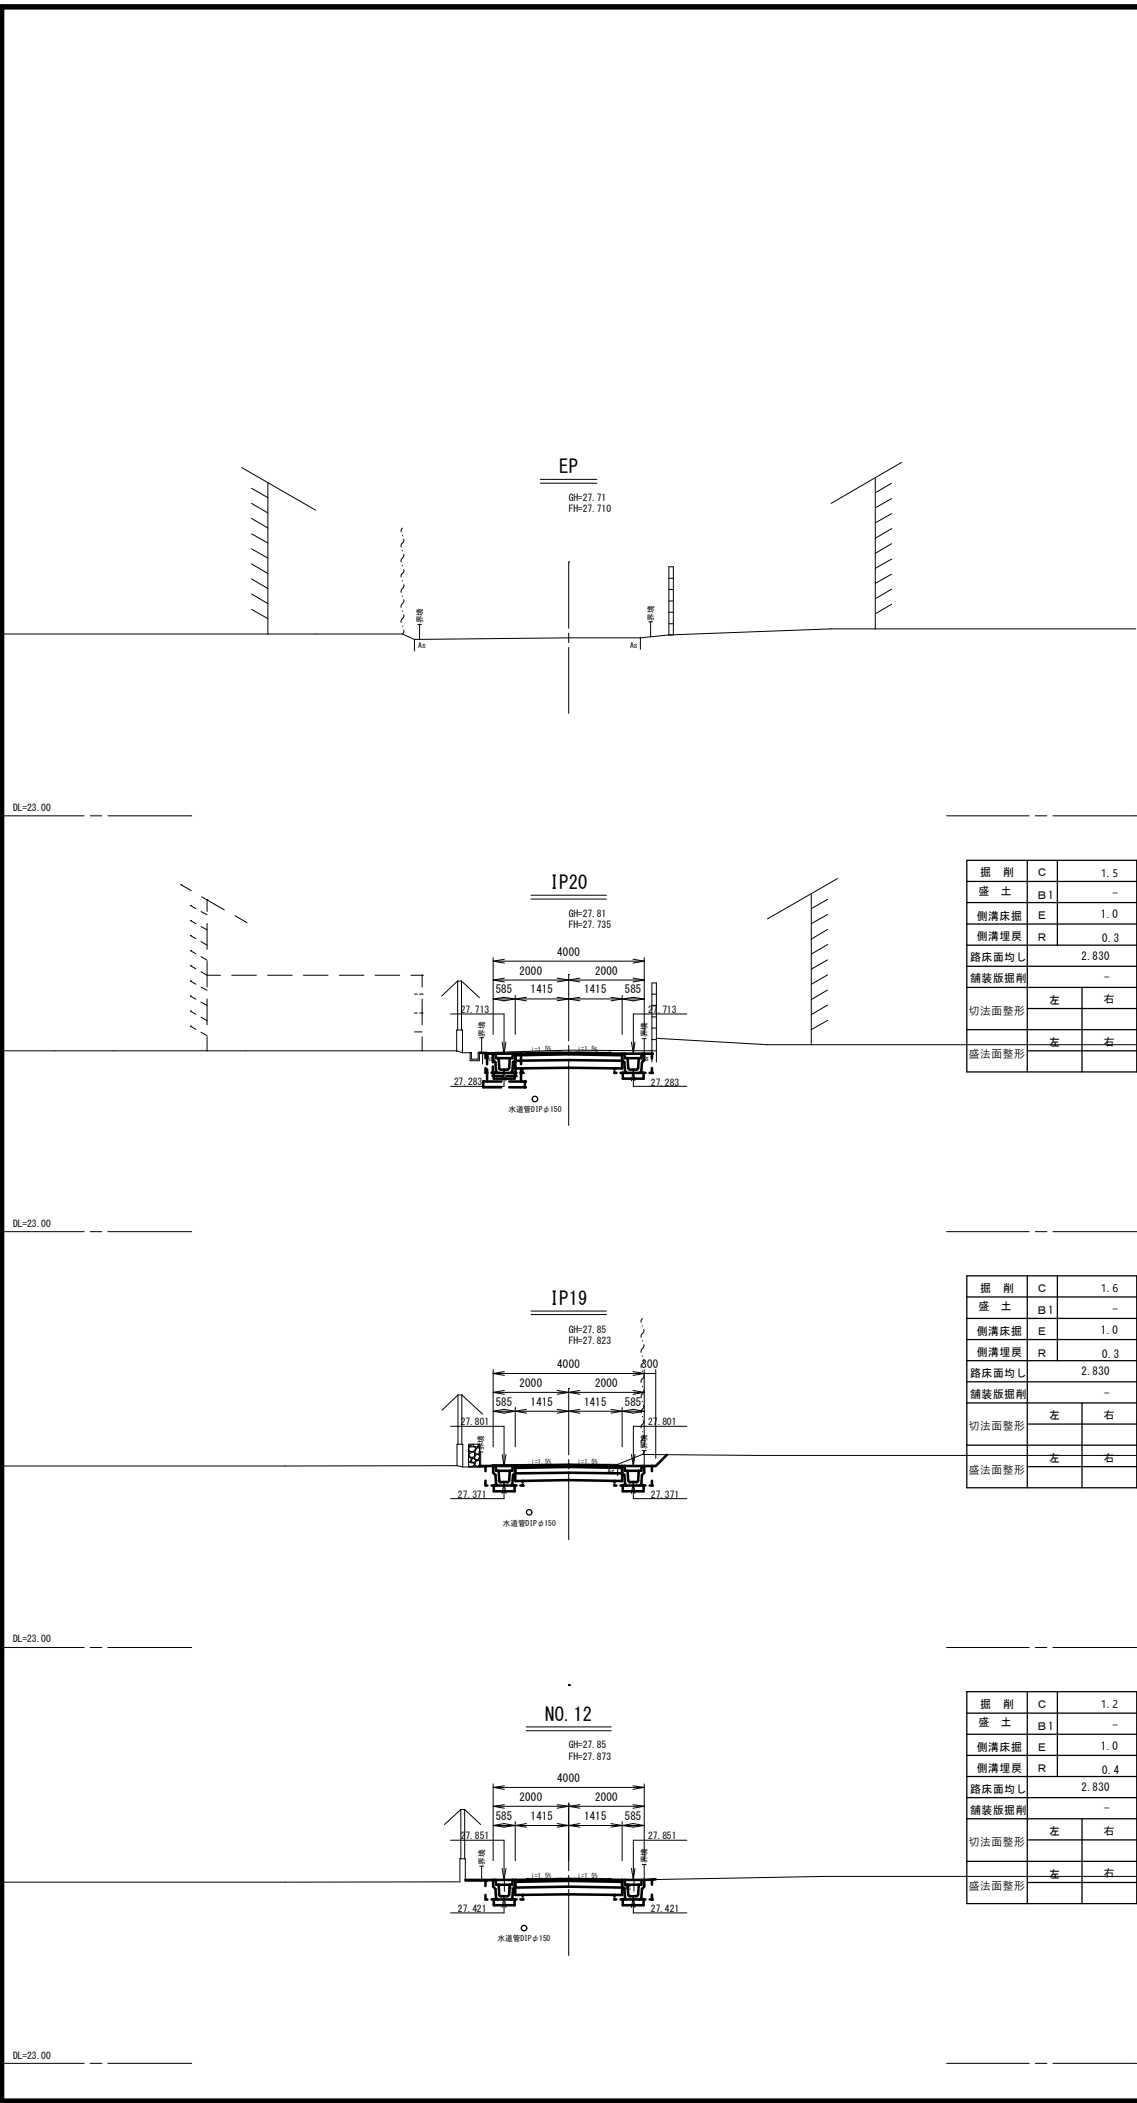 EP
GH=27.71
FH=27.710
界境
界境
As
As
DL=23.00
IP20
GH=27.81
FH=27.735
4000
2000 2000
585 1415 1415 585
27.713 27.713
界境
界境
i=1.5% i=1.5%
27.283 27.283
水道管DIPφ150
掘 削 C 1.5
盛 土 B1 -
側溝床掘 E 1.0
側溝埋戻 R 0.3
路床面均し 2.830
舗装版掘削 -
切法面整形 左 右
盛法面整形 左 右
DL=23.00
IP19
GH=27.85
FH=27.823
4000 300
2000 2000
585 1415 1415 585
27.801 27.801
界境
界境
i=1.5% i=1.5%
As
27.371 27.371
水道管DIPφ150
掘 削 C 1.6
盛 土 B1 -
側溝床掘 E 1.0
側溝埋戻 R 0.3
路床面均し 2.830
舗装版掘削 -
切法面整形 左 右
盛法面整形 左 右
DL=23.00
NO.12
GH=27.85
FH=27.873
4000
2000 2000
585 1415 1415 585
27.851 27.851
界境
界境
i=1.5% i=1.5%
27.421 27.421
水道管DIPφ150
掘 削 C 1.2
盛 土 B1 -
側溝床掘 E 1.0
側溝埋戻 R 0.4
路床面均し 2.830
舗装版掘削 -
切法面整形 左 右
盛法面整形 左 右
DL=23.00